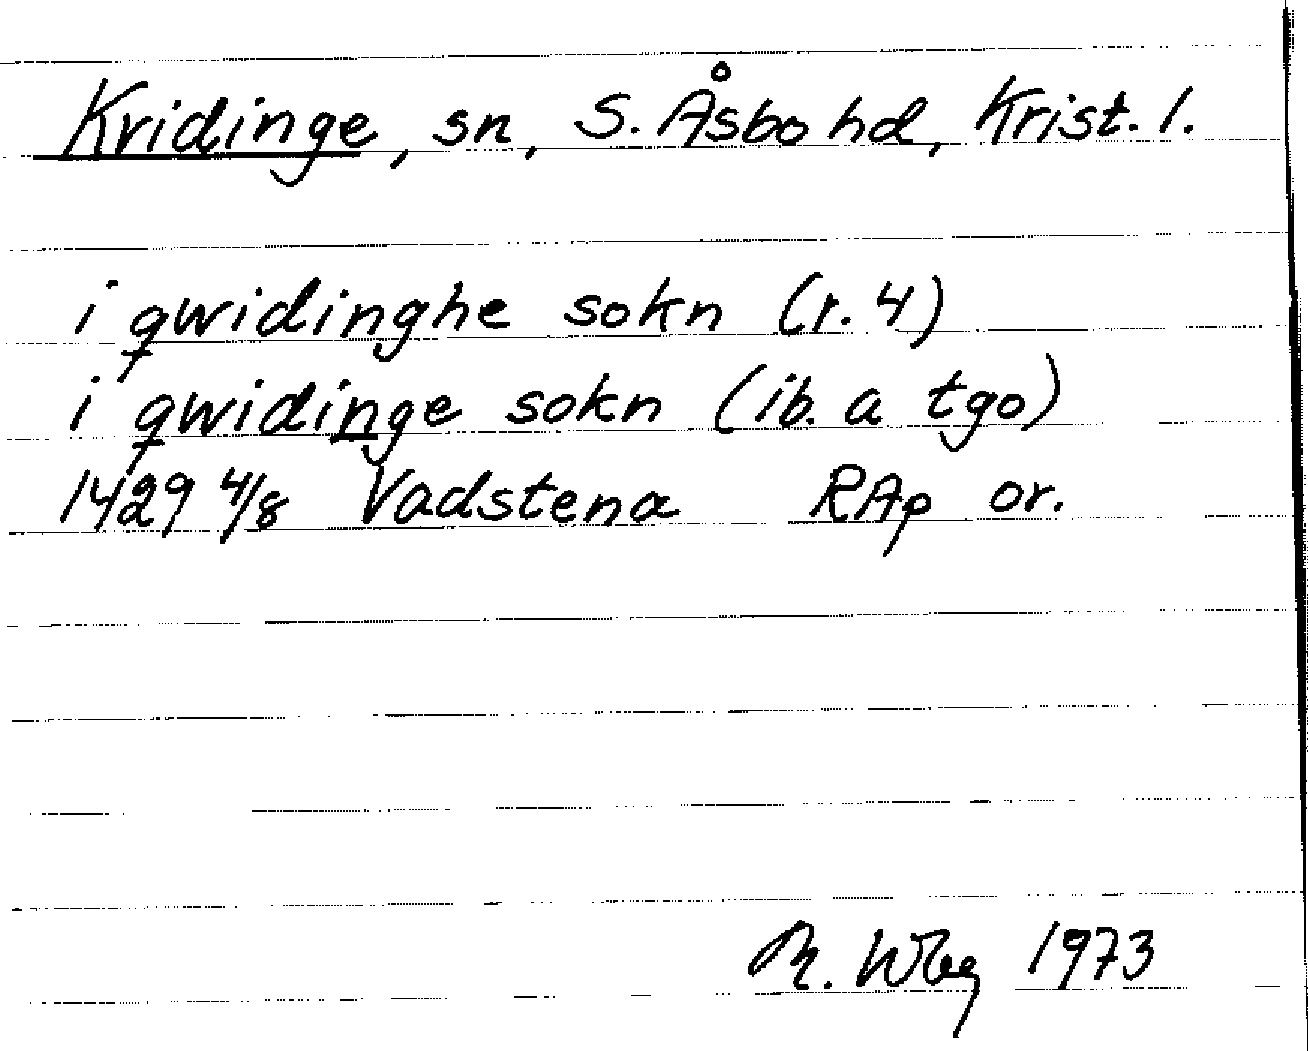 Kvidinge, sn, S. Åsbo hd, Krist. l.
i qwidinghe sokn (r. 4)
i qwidinge sokn (ib. a tgo)
1429 4/8 Vadstena RAp or.
1973